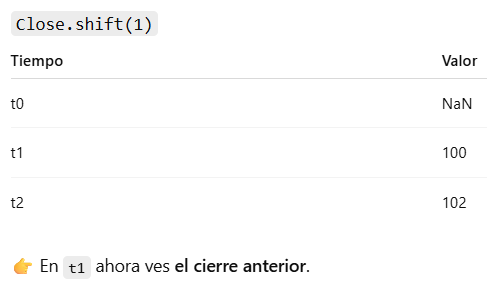 Close.shift(1)
Tiempo Valor
t0 NaN
t1 100
t2 102
👉 En t1 ahora ves el cierre anterior.